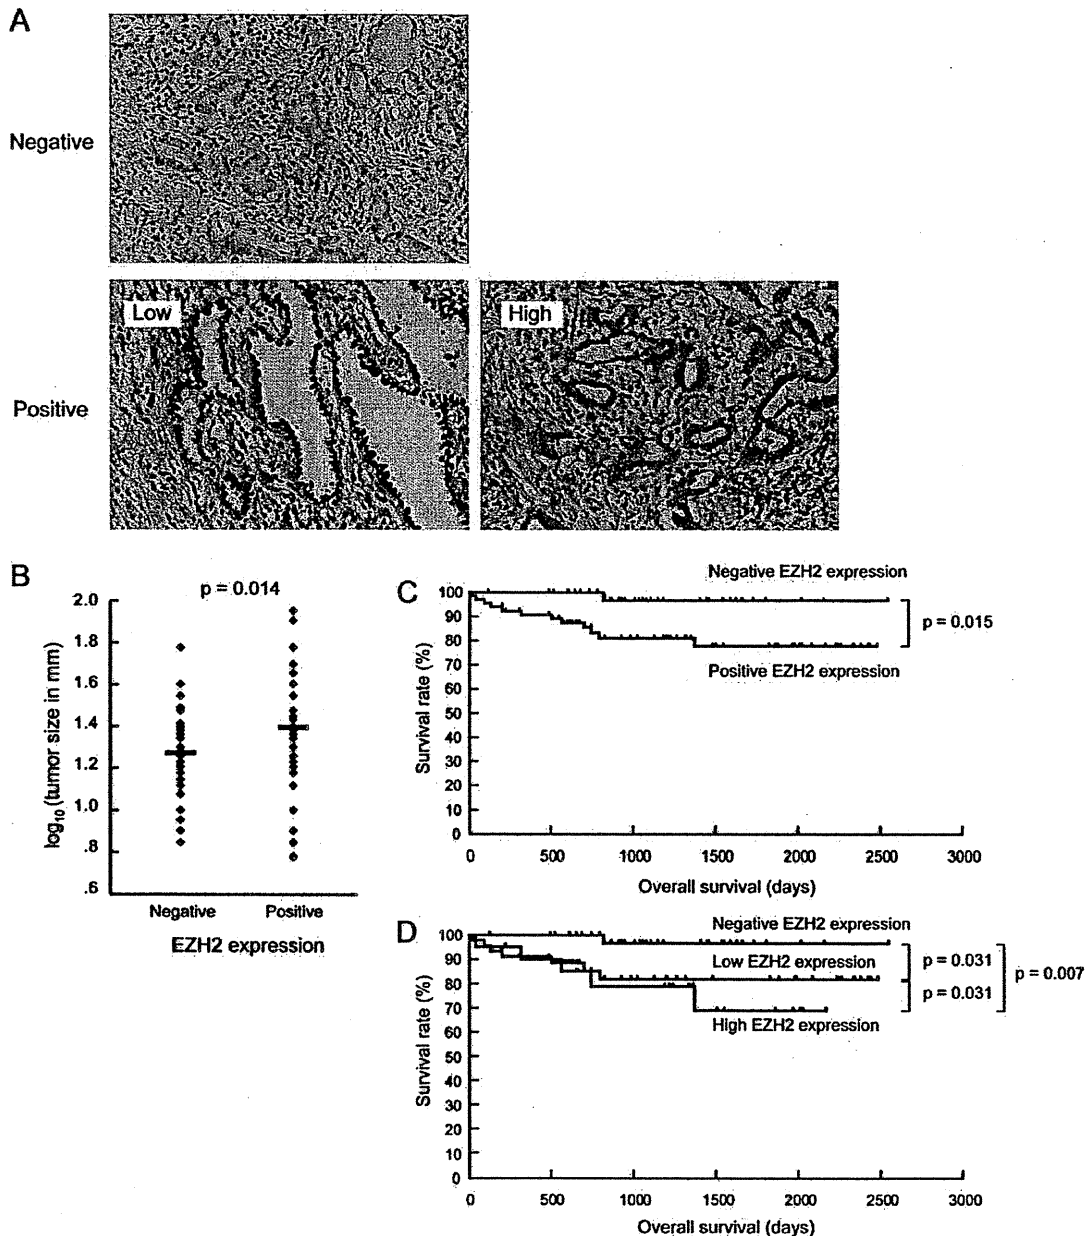 A
Negative
Positive
Low
High
B
p = 0.014
2.0
1.8
1.6
1.4
1.2
1.0
.8
.6
log10(tumor size in mm)
Negative
Positive
EZH2 expression
C
Negative EZH2 expression
100
90
80
70
60
50
40
30
20
10
0
Survival rate (%)
p = 0.015
Positive EZH2 expression
0
500
1000
1500
2000
2500
3000
Overall survival (days)
D
Negative EZH2 expression
100
90
80
70
60
50
40
30
20
10
0
Survival rate (%)
Low EZH2 expression
p = 0.031
p = 0.007
p = 0.031
High EZH2 expression
0
500
1000
1500
2000
2500
3000
Overall survival (days)